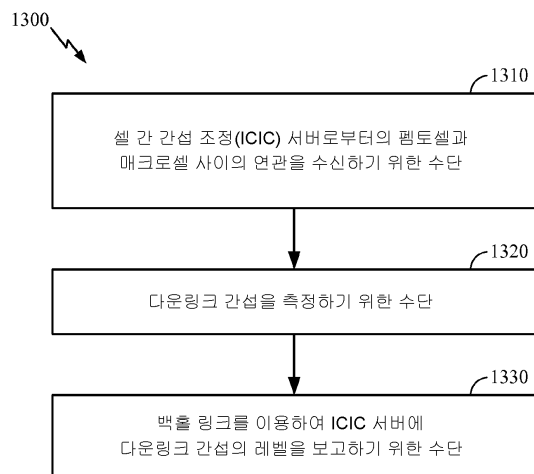 1300
1310
셀 간 간섭 조정(ICIC) 서버로부터의 펨토셀과
매크로셀 사이의 연관을 수신하기 위한 수단
1320
다운링크 간섭을 측정하기 위한 수단
1330
백홀 링크를 이용하여 ICIC 서버에
다운링크 간섭의 레벨을 보고하기 위한 수단